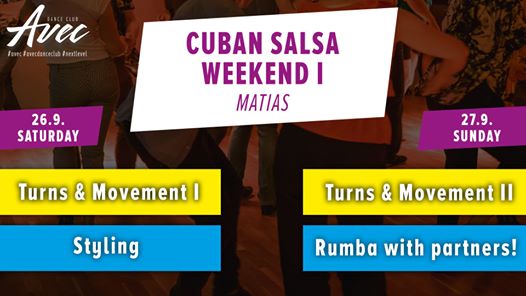 DANCE CLUB
Avec
#avec #avecdanceclub #nextlevel
CUBAN SALSA
WEEKEND I
MATIAS
26.9.
SATURDAY
27.9.
SUNDAY
Turns & Movement I
Turns & Movement II
Styling
Rumba with partners!